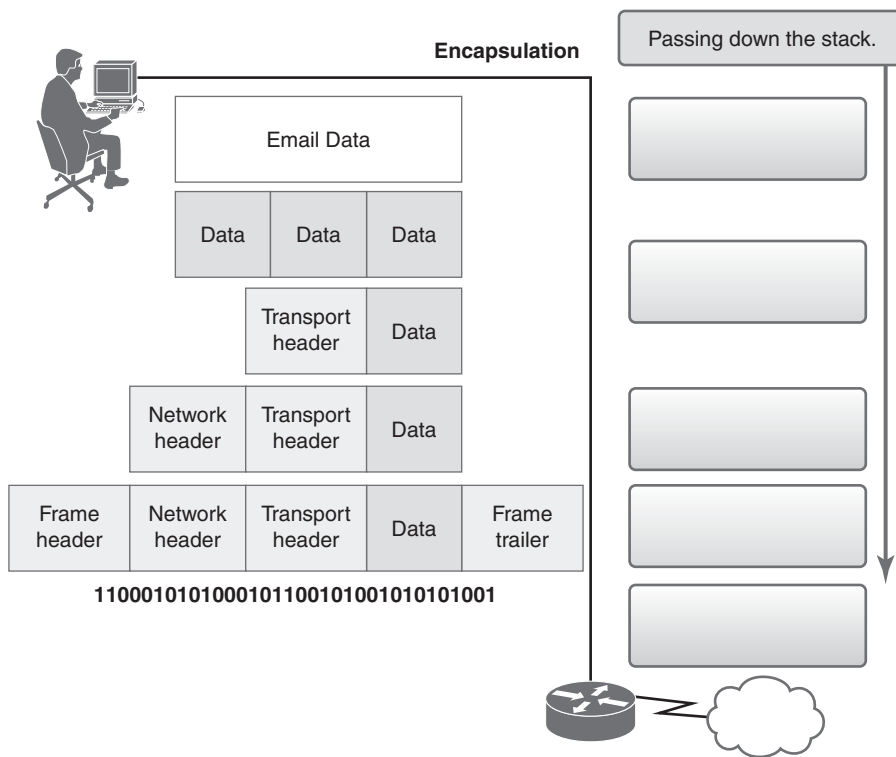 Encapsulation
Passing down the stack.
Email Data
Data Data Data
Transport
header
Data
Network
header
Transport
header
Data
Frame
header
Network
header
Transport
header
Data
Frame
trailer
1100010101000101100101001010101001